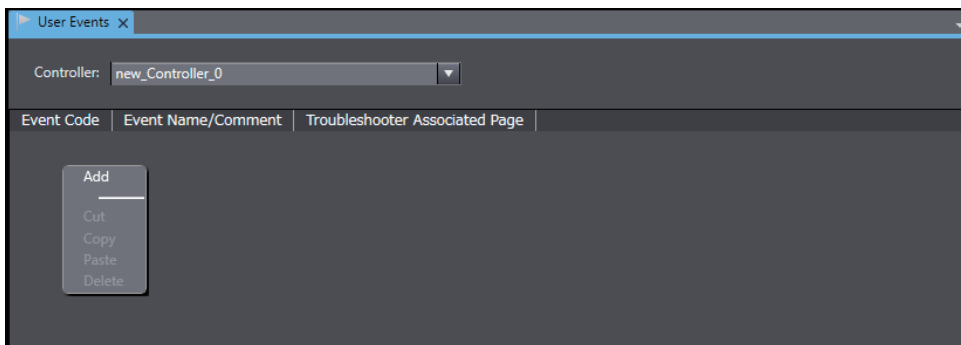 User Events
Controller: new_Controller_0
Event Code Event Name/Comment Troubleshooter Associated Page
Add
Cut
Copy
Paste
Delete